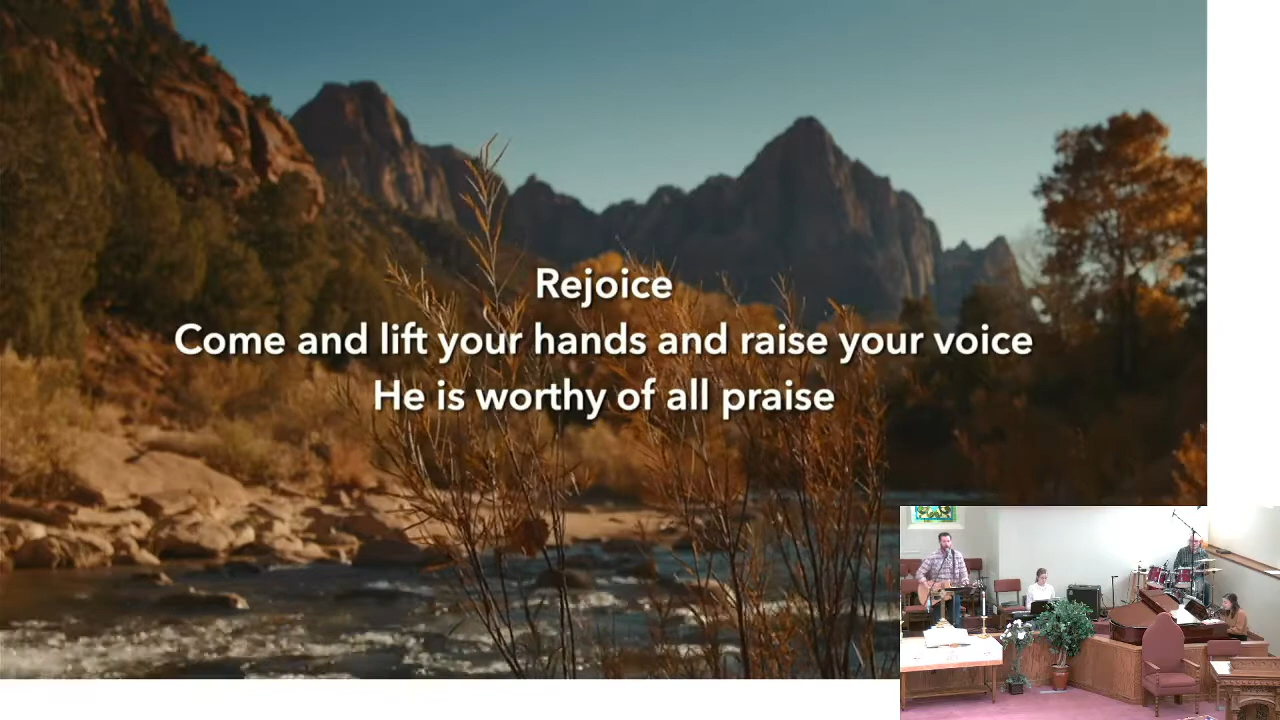 Rejoice
Come and lift your hands and raise your voice
He is worthy of all praise